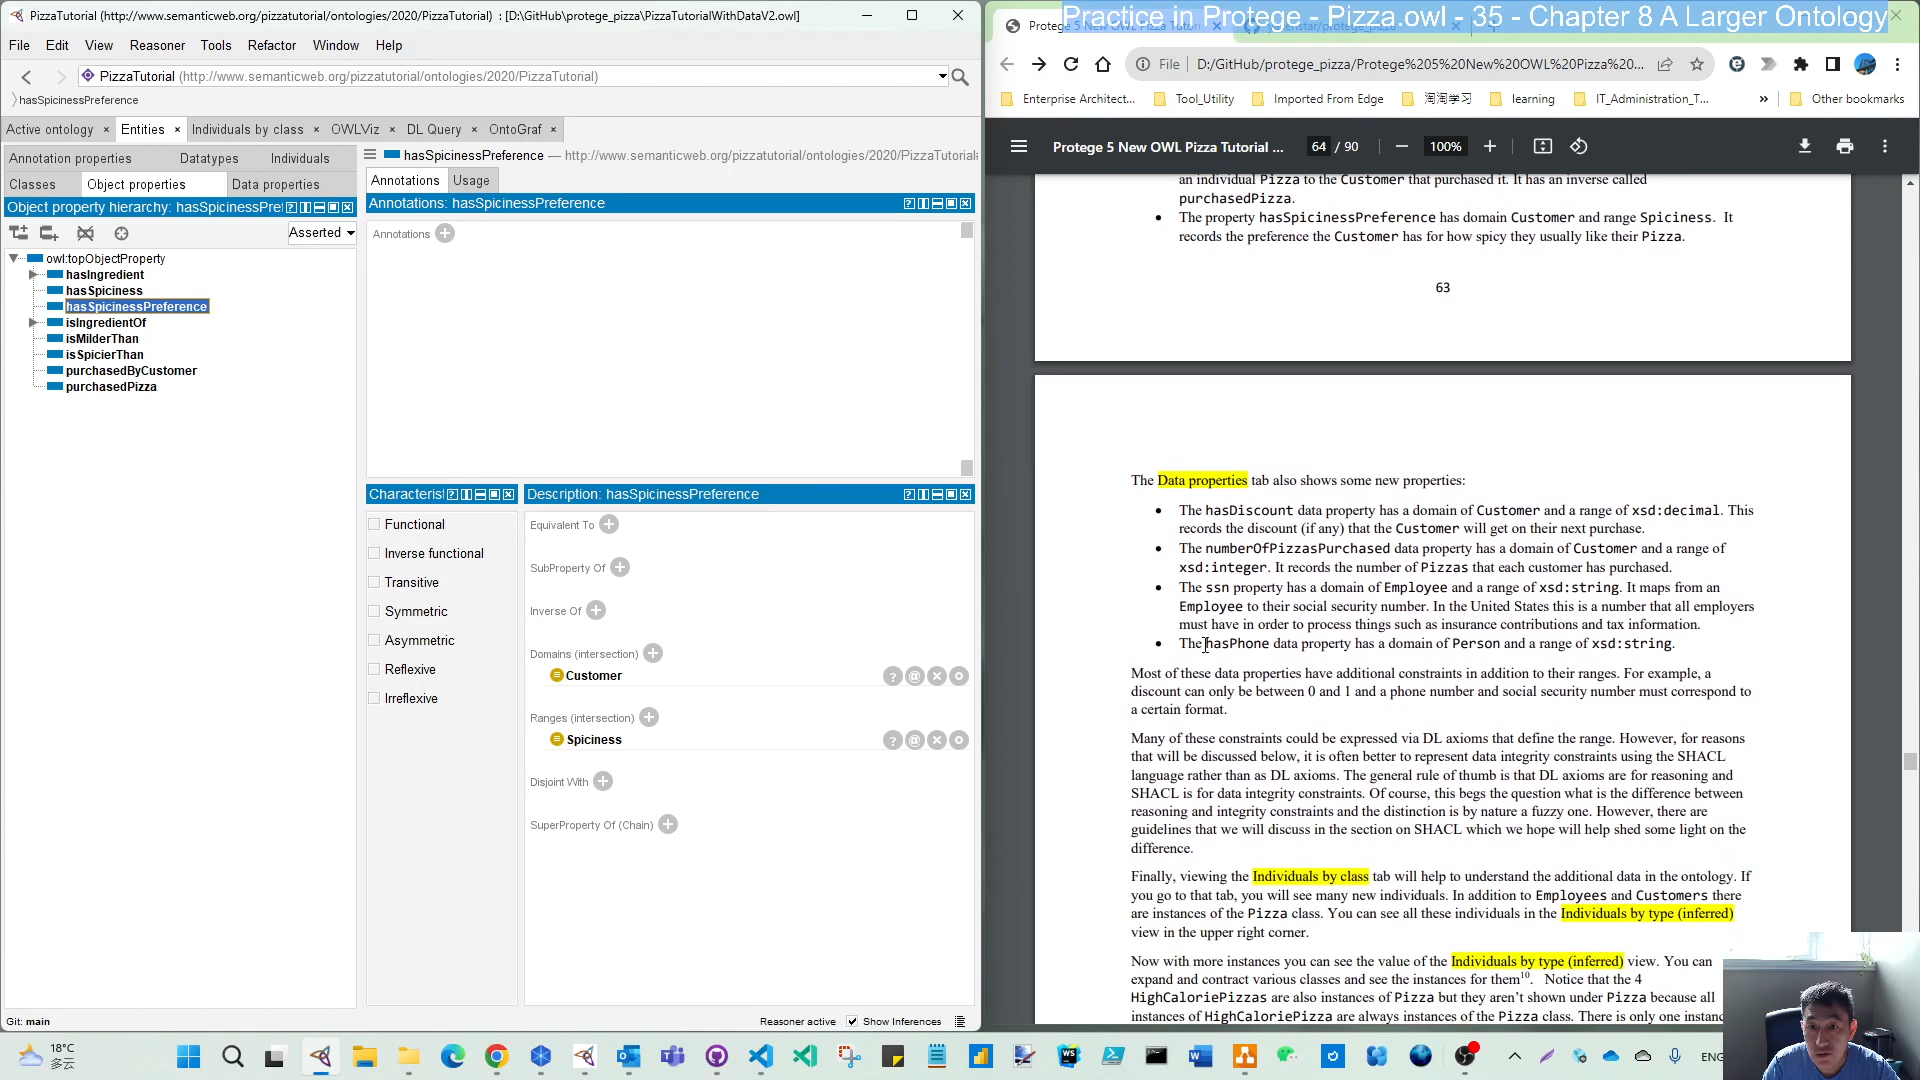 PizzaTutorial (http://www.semanticweb.org/pizzatutorial/ontologies/2020/PizzaTutorial) : [D:\GitHub\protege_pizza\PizzaTutorialWithDataV2.owl]
File Edit View Reasoner Tools Refactor Window Help
PizzaTutorial (http://www.semanticweb.org/pizzatutorial/ontologies/2020/PizzaTutorial)
hasSpicinessPreference
Active ontology × Entities × Individuals by class × OWLViz × DL Query × OntoGraf ×
Annotation properties Datatypes Individuals
Classes Object properties Data properties
Object property hierarchy: hasSpicinessPref
Asserted
owl:topObjectProperty
hasIngredient
hasSpiciness
hasSpicinessPreference
isIngredientOf
isMilderThan
isSpicierThan
purchasedByCustomer
purchasedPizza
hasSpicinessPreference — http://www.semanticweb.org/pizzatutorial/ontologies/2020/PizzaTutorial
Annotations Usage
Annotations: hasSpicinessPreference
Annotations
Characterist
Functional
Inverse functional
Transitive
Symmetric
Asymmetric
Reflexive
Irreflexive
Description: hasSpicinessPreference
Equivalent To
SubProperty Of
Inverse Of
Domains (intersection)
Customer
Ranges (intersection)
Spiciness
Disjoint With
SuperProperty Of (Chain)
Git: main
Reasoner active Show Inferences
Practice in Protege - Pizza.owl - 35 - Chapter 8 A Larger Ontology
Protege 5 New OWL Pizza Tutor
File D:/GitHub/protege_pizza/Protege%205%20New%20OWL%20Pizza%20...
Enterprise Architect... Tool_Utility Imported From Edge 淘淘学习 learning IT_Administration_T... » Other bookmarks
Protege 5 New OWL Pizza Tutorial ... 64 / 90 100%
an individual Pizza to the Customer that purchased it. It has an inverse called
purchasedPizza.
• The property hasSpicinessPreference has domain Customer and range Spiciness. It
records the preference the Customer has for how spicy they usually like their Pizza.
63
The Data properties tab also shows some new properties:
• The hasDiscount data property has a domain of Customer and a range of xsd:decimal. This
records the discount (if any) that the Customer will get on their next purchase.
• The numberOfPizzasPurchased data property has a domain of Customer and a range of
xsd:integer. It records the number of Pizzas that each customer has purchased.
• The ssn property has a domain of Employee and a range of xsd:string. It maps from an
Employee to their social security number. In the United States this is a number that all employers
must have in order to process things such as insurance contributions and tax information.
• The hasPhone data property has a domain of Person and a range of xsd:string.
Most of these data properties have additional constraints in addition to their ranges. For example, a
discount can only be between 0 and 1 and a phone number and social security number must correspond to
a certain format.
Many of these constraints could be expressed via DL axioms that define the range. However, for reasons
that will be discussed below, it is often better to represent data integrity constraints using the SHACL
language rather than as DL axioms. The general rule of thumb is that DL axioms are for reasoning and
SHACL is for data integrity constraints. Of course, this begs the question what is the difference between
reasoning and integrity constraints and the distinction is by nature a fuzzy one. However, there are
guidelines that we will discuss in the section on SHACL which we hope will help shed some light on the
difference.
Finally, viewing the Individuals by class tab will help to understand the additional data in the ontology. If
you go to that tab, you will see many new individuals. In addition to Employees and Customers there
are instances of the Pizza class. You can see all these individuals in the Individuals by type (inferred)
view in the upper right corner.
Now with more instances you can see the value of the Individuals by type (inferred) view. You can
expand and contract various classes and see the instances for them10. Notice that the 4
HighCaloriePizzas are also instances of Pizza but they aren't shown under Pizza because all
instances of HighCaloriePizza are always instances of the Pizza class. There is only one instanc
18°C
多云
ENG